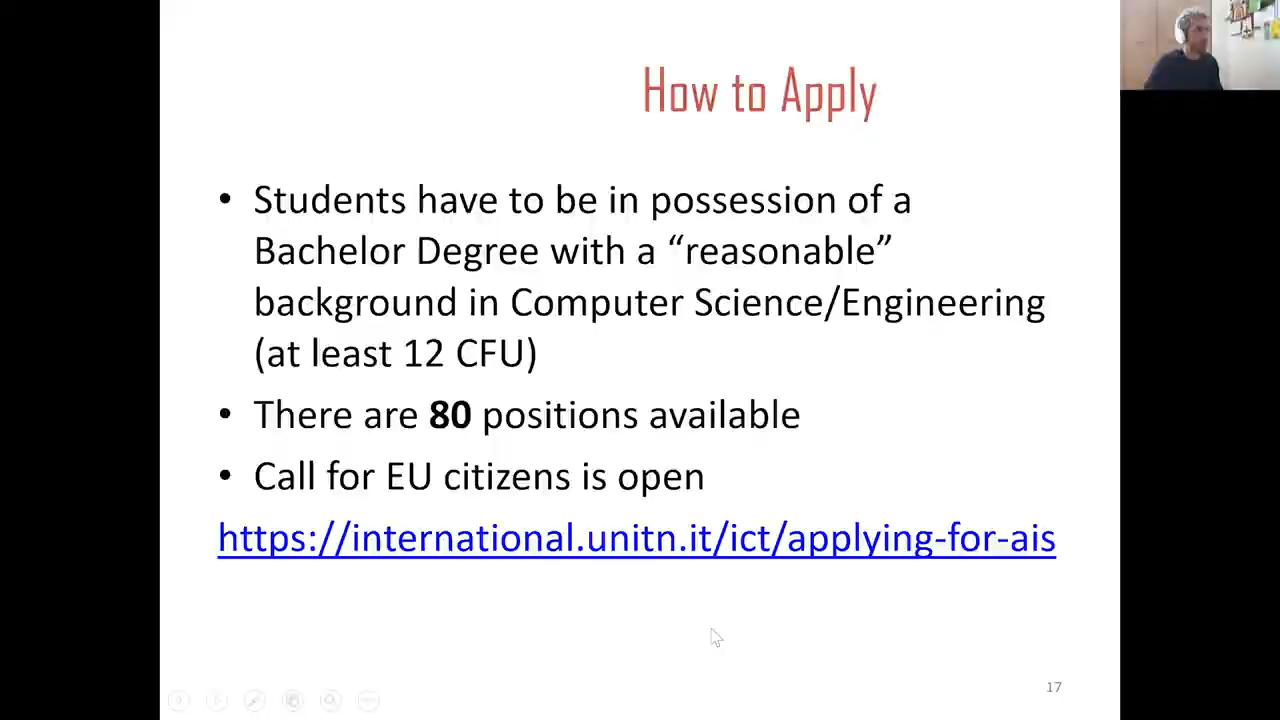 How to Apply
• Students have to be in possession of a
Bachelor Degree with a “reasonable”
background in Computer Science/Engineering
(at least 12 CFU)
• There are 80 positions available
• Call for EU citizens is open
https://international.unitn.it/ict/applying-for-ais
17